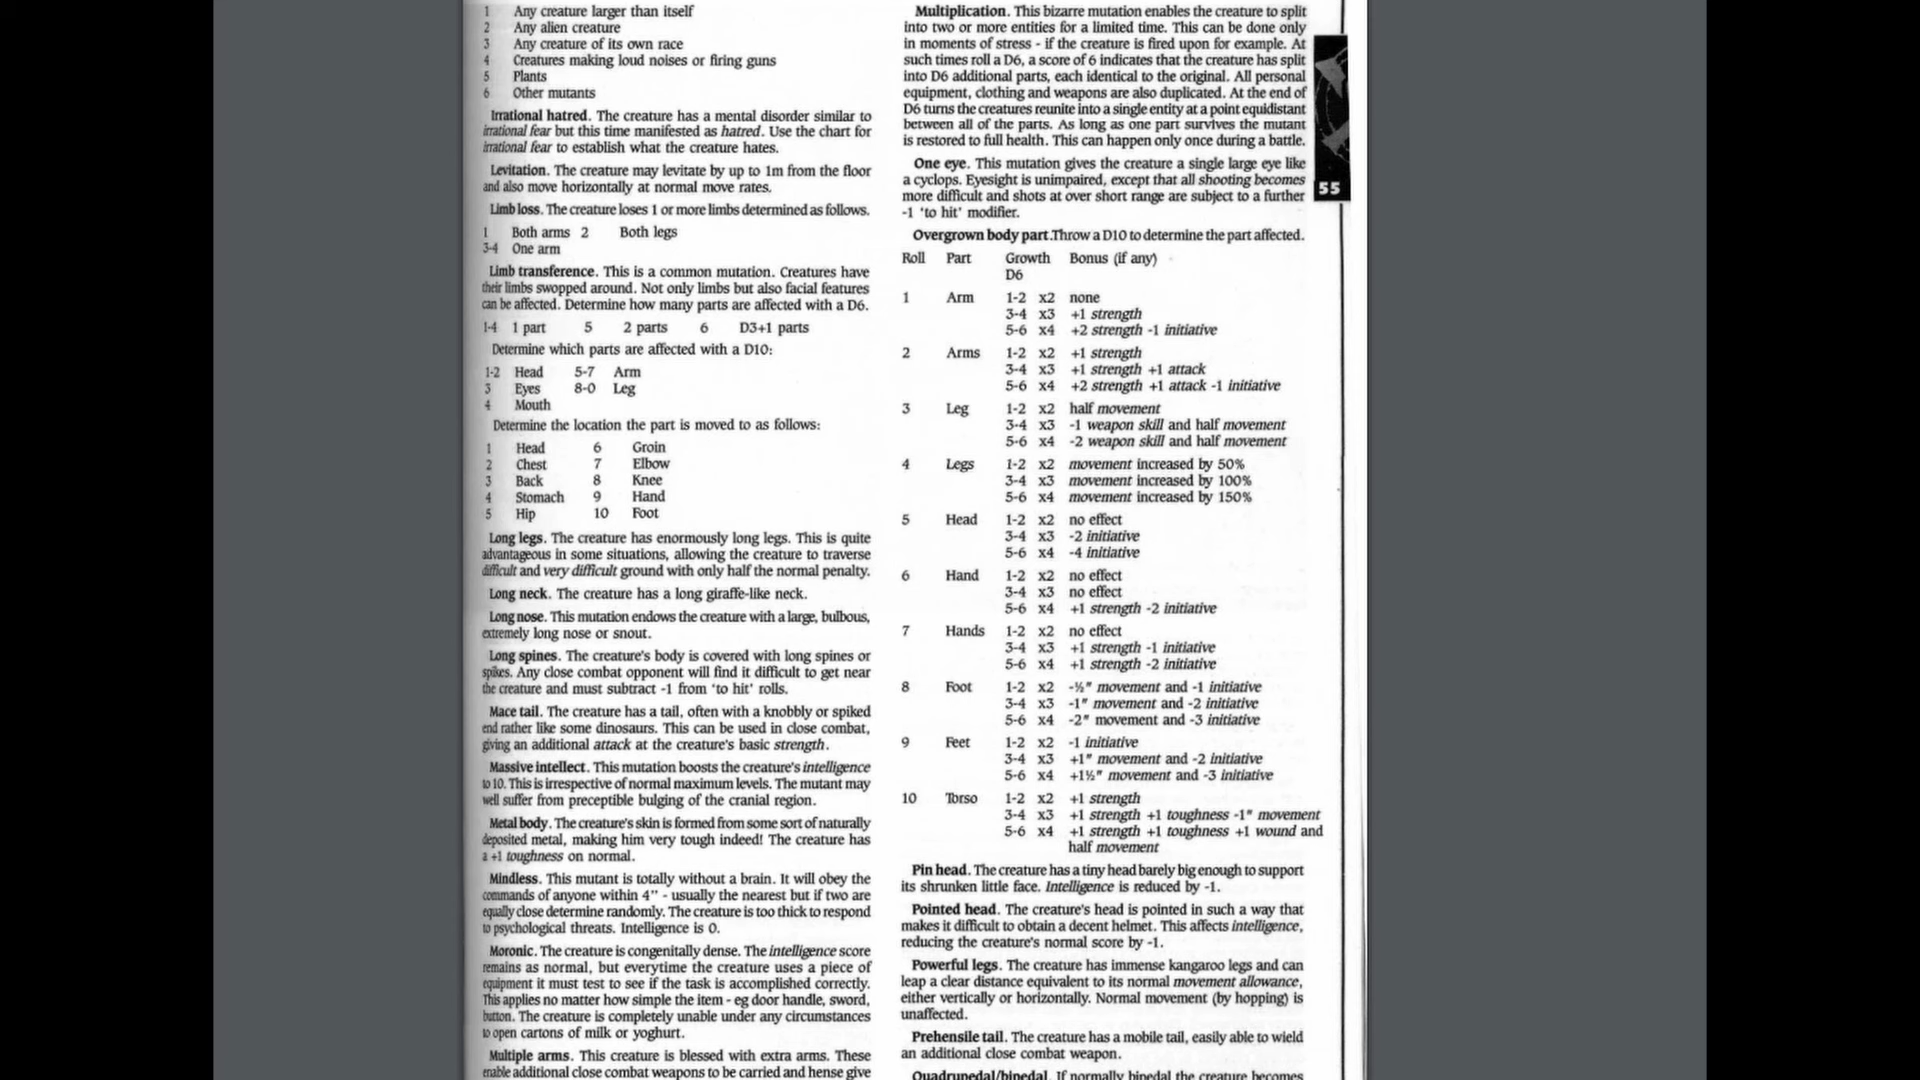 1 Any creature larger than itself
2 Any alien creature
3 Any creature of its own race
4 Creatures making loud noises or firing guns
5 Plants
6 Other mutants
Irrational hatred. The creature has a mental disorder similar to
irrational fear but this time manifested as hatred. Use the chart for
irrational fear to establish what the creature hates.
Levitation. The creature may levitate by up to 1m from the floor
and also move horizontally at normal move rates.
Limb loss. The creature loses 1 or more limbs determined as follows.
1 Both arms 2 Both legs
3-4 One arm
Limb transference. This is a common mutation. Creatures have
their limbs swopped around. Not only limbs but also facial features
can be affected. Determine how many parts are affected with a D6.
1-4 1 part 5 2 parts 6 D3+1 parts
Determine which parts are affected with a D10:
1-2 Head 5-7 Arm
3 Eyes 8-0 Leg
4 Mouth
Determine the location the part is moved to as follows:
1 Head 6 Groin
2 Chest 7 Elbow
3 Back 8 Knee
4 Stomach 9 Hand
5 Hip 10 Foot
Long legs. The creature has enormously long legs. This is quite
advantageous in some situations, allowing the creature to traverse
difficult and very difficult ground with only half the normal penalty.
Long neck. The creature has a long giraffe-like neck.
Long nose. This mutation endows the creature with a large, bulbous,
extremely long nose or snout.
Long spines. The creature's body is covered with long spines or
spikes. Any close combat opponent will find it difficult to get near
the creature and must subtract -1 from 'to hit' rolls.
Mace tail. The creature has a tail, often with a knobbly or spiked
end rather like some dinosaurs. This can be used in close combat,
giving an additional attack at the creature's basic strength.
Massive intellect. This mutation boosts the creature's intelligence
to 10. This is irrespective of normal maximum levels. The mutant may
well suffer from preceptible bulging of the cranial region.
Metal body. The creature's skin is formed from some sort of naturally
deposited metal, making him very tough indeed! The creature has
a +1 toughness on normal.
Mindless. This mutant is totally without a brain. It will obey the
commands of anyone within 4" - usually the nearest but if two are
equally close determine randomly. The creature is too thick to respond
to psychological threats. Intelligence is 0.
Moronic. The creature is congenitally dense. The intelligence score
remains as normal, but everytime the creature uses a piece of
equipment it must test to see if the task is accomplished correctly.
This applies no matter how simple the item - eg door handle, sword,
button. The creature is completely unable under any circumstances
to open cartons of milk or yoghurt.
Multiple arms. This creature is blessed with extra arms. These
enable additional close combat weapons to be carried and hense give
Multiplication. This bizarre mutation enables the creature to split
into two or more entities for a limited time. This can be done only
in moments of stress - if the creature is fired upon for example. At
such times roll a D6, a score of 6 indicates that the creature has split
into D6 additional parts, each identical to the original. All personal
equipment, clothing and weapons are also duplicated. At the end of
D6 turns the creatures reunite into a single entity at a point equidistant
between all of the parts. As long as one part survives the mutant
is restored to full health. This can happen only once during a battle.
One eye. This mutation gives the creature a single large eye like
a cyclops. Eyesight is unimpaired, except that all shooting becomes
more difficult and shots at over short range are subject to a further
-1 'to hit' modifier.
Overgrown body part.Throw a D10 to determine the part affected.
Roll Part Growth Bonus (if any)
D6
1 Arm 1-2 x2 none
3-4 x3 +1 strength
5-6 x4 +2 strength -1 initiative
2 Arms 1-2 x2 +1 strength
3-4 x3 +1 strength +1 attack
5-6 x4 +2 strength +1 attack -1 initiative
3 Leg 1-2 x2 half movement
3-4 x3 -1 weapon skill and half movement
5-6 x4 -2 weapon skill and half movement
4 Legs 1-2 x2 movement increased by 50%
3-4 x3 movement increased by 100%
5-6 x4 movement increased by 150%
5 Head 1-2 x2 no effect
3-4 x3 -2 initiative
5-6 x4 -4 initiative
6 Hand 1-2 x2 no effect
3-4 x3 no effect
5-6 x4 +1 strength -2 initiative
7 Hands 1-2 x2 no effect
3-4 x3 +1 strength -1 initiative
5-6 x4 +1 strength -2 initiative
8 Foot 1-2 x2 -½" movement and -1 initiative
3-4 x3 -1" movement and -2 initiative
5-6 x4 -2" movement and -3 initiative
9 Feet 1-2 x2 -1 initiative
3-4 x3 +1" movement and -2 initiative
5-6 x4 +1½" movement and -3 initiative
10 Torso 1-2 x2 +1 strength
3-4 x3 +1 strength +1 toughness -1" movement
5-6 x4 +1 strength +1 toughness +1 wound and
half movement
Pin head. The creature has a tiny head barely big enough to support
its shrunken little face. Intelligence is reduced by -1.
Pointed head. The creature's head is pointed in such a way that
makes it difficult to obtain a decent helmet. This affects intelligence,
reducing the creature's normal score by -1.
Powerful legs. The creature has immense kangaroo legs and can
leap a clear distance equivalent to its normal movement allowance,
either vertically or horizontally. Normal movement (by hopping) is
unaffected.
Prehensile tail. The creature has a mobile tail, easily able to wield
an additional close combat weapon.
Quadrupedal/bipedal. If normally bipedal the creature becomes
55